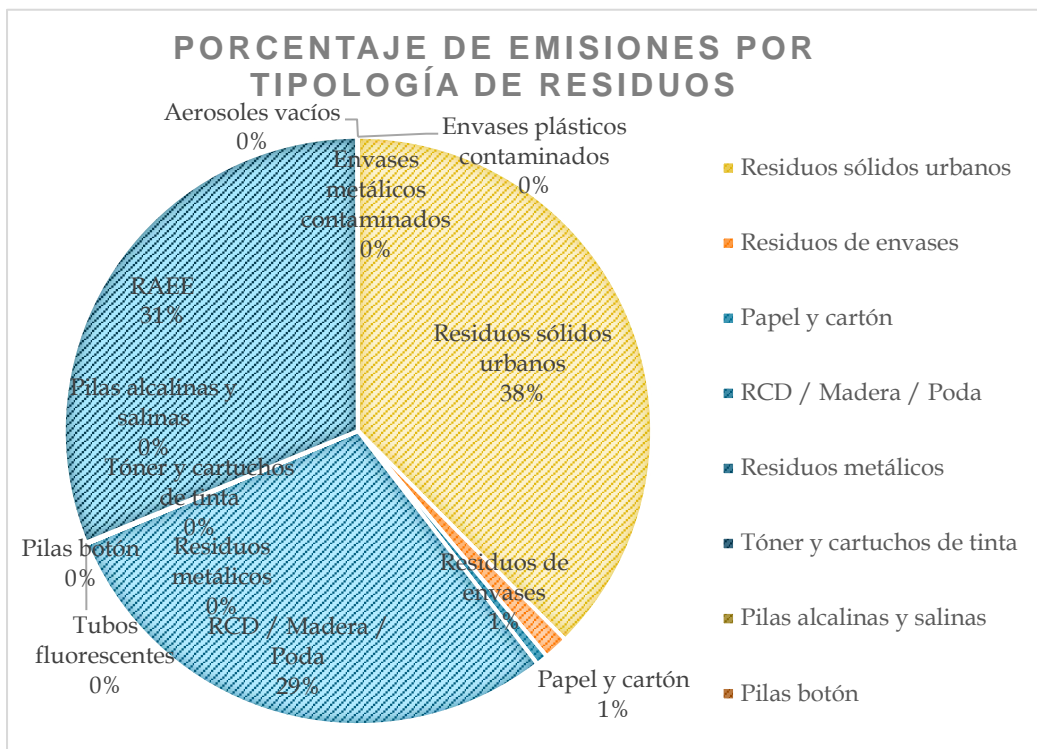 PORCENTAJE DE EMISIONES POR
TIPOLOGÍA DE RESIDUOS
Aerosoles vacíos
0%
Envases plásticos
contaminados
0%
Envases
metálicos
contaminados
0%
RAEE
31%
Residuos sólidos
urbanos
38%
Pilas alcalinas y
salinas
0%
Tóner y cartuchos
de tinta
0%
Pilas botón
0%
Residuos
metálicos
0%
Residuos de
envases
1%
Tubos
fluorescentes
0%
RCD / Madera /
Poda
29%
Papel y cartón
1%
Residuos sólidos urbanos
Residuos de envases
Papel y cartón
RCD / Madera / Poda
Residuos metálicos
Tóner y cartuchos de tinta
Pilas alcalinas y salinas
Pilas botón